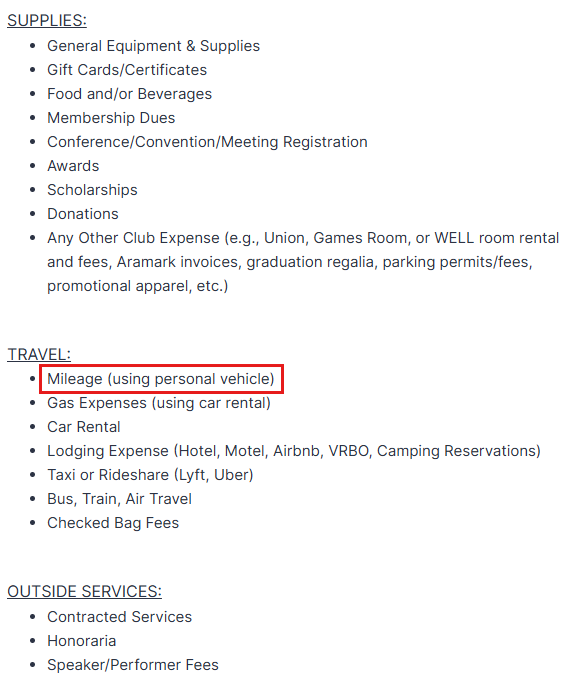 SUPPLIES:
• General Equipment & Supplies
• Gift Cards/Certificates
• Food and/or Beverages
• Membership Dues
• Conference/Convention/Meeting Registration
• Awards
• Scholarships
• Donations
• Any Other Club Expense (e.g., Union, Games Room, or WELL room rental
and fees, Aramark invoices, graduation regalia, parking permits/fees,
promotional apparel, etc.)
TRAVEL:
• Mileage (using personal vehicle)
• Gas Expenses (using car rental)
• Car Rental
• Lodging Expense (Hotel, Motel, Airbnb, VRBO, Camping Reservations)
• Taxi or Rideshare (Lyft, Uber)
• Bus, Train, Air Travel
• Checked Bag Fees
OUTSIDE SERVICES:
• Contracted Services
• Honoraria
• Speaker/Performer Fees